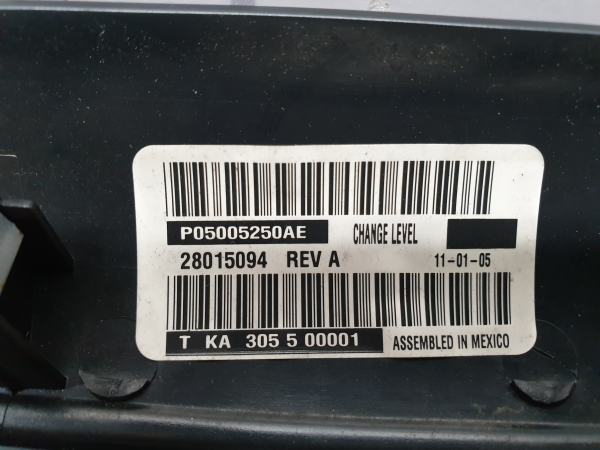 P05005250AE CHANGE LEVEL
28015094 REV A 11-01-05
T KA 305 5 00001 ASSEMBLED IN MEXICO